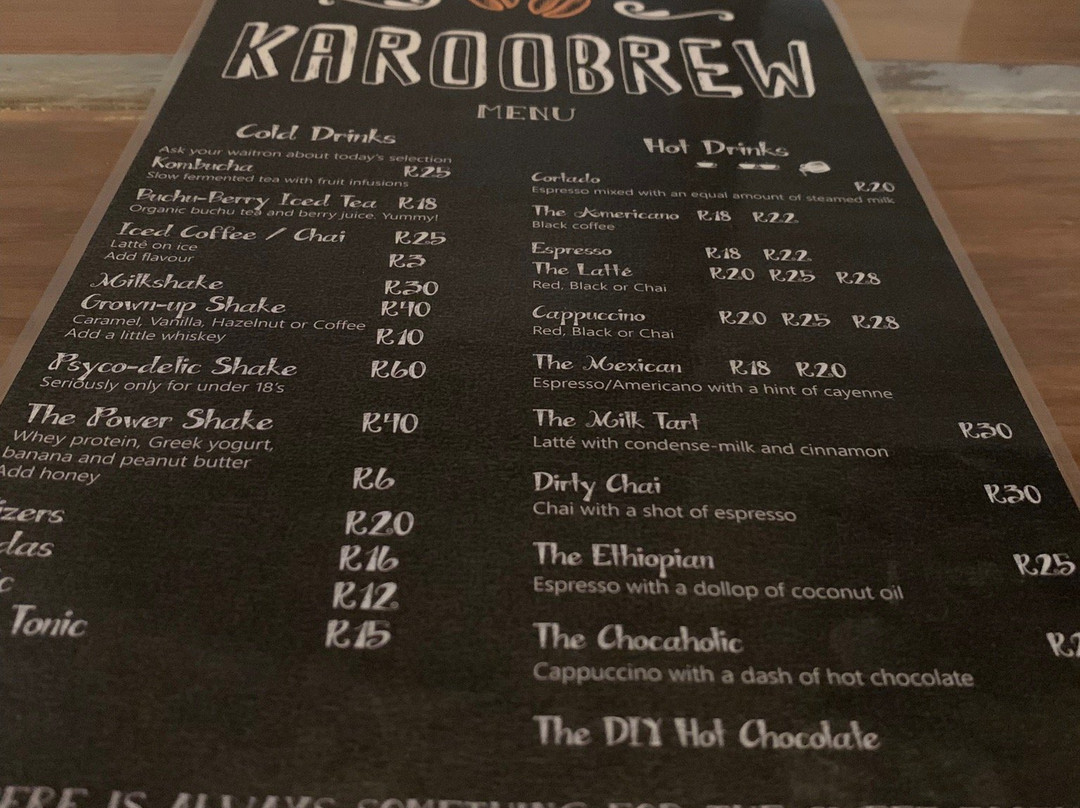 KAROOBREW
MENU
Cold Drinks
Ask your waitron about today's selection
Kombucha R25
Slow fermented tea with fruit infusions
Buchu-Berry Iced Tea R18
Organic buchu tea and berry juice. Yummy!
Iced Coffee / Chai R25
Latté on ice
Add flavour R3
Milkshake R30
Grown-up Shake R40
Caramel, Vanilla, Hazelnut or Coffee
Add a little whiskey R10
Psyco-delic Shake R60
Seriously only for under 18's
The Power Shake R40
Whey protein, Greek yogurt,
banana and peanut butter
Add honey R6
izers R20
das R16
c R12
Tonic R15
Hot Drinks
Cortado R20
Espresso mixed with an equal amount of steamed milk
The Americano R18 R22
Black coffee
Espresso R18 R22
The Latté R20 R25 R28
Red, Black or Chai
Cappuccino R20 R25 R28
Red, Black or Chai
The Mexican R18 R20
Espresso/Americano with a hint of cayenne
The Milk Tart R30
Latté with condense-milk and cinnamon
Dirty Chai R30
Chai with a shot of espresso
The Ethiopian R25
Espresso with a dollop of coconut oil
The Chocaholic
Cappuccino with a dash of hot chocolate
The DIY Hot Chocolate
ERE IS ALWAYS SOMETHING FOR THE